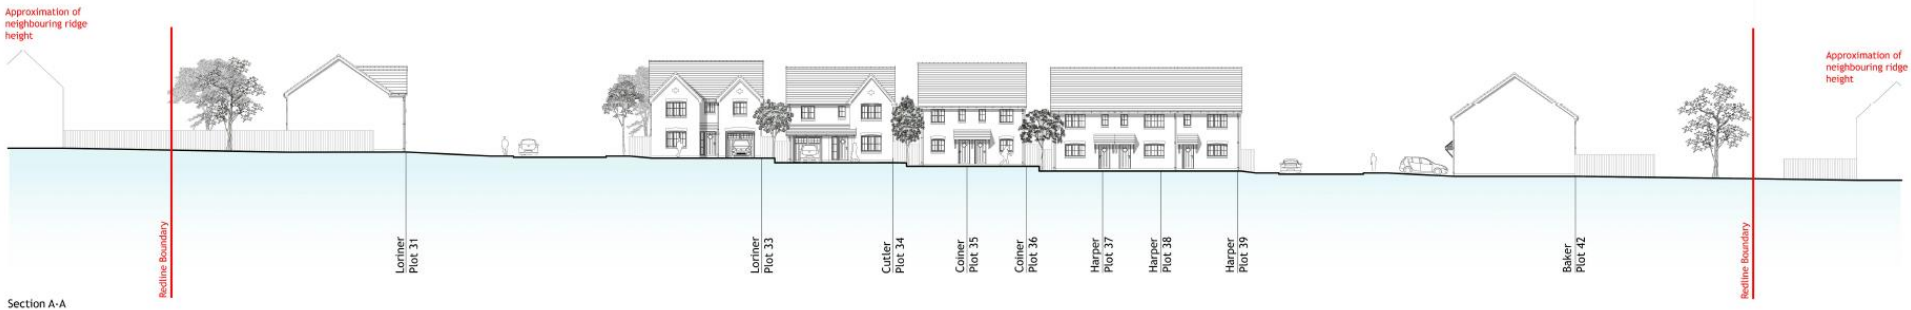 Approximation of
neighbouring ridge
height
Approximation of
neighbouring ridge
height
Redline Boundary
Loriner
Plot 31
Loriner
Plot 33
Cutler
Plot 34
Coiner
Plot 35
Coiner
Plot 36
Harper
Plot 37
Harper
Plot 38
Harper
Plot 39
Baker
Plot 42
Redline Boundary
Section A-A